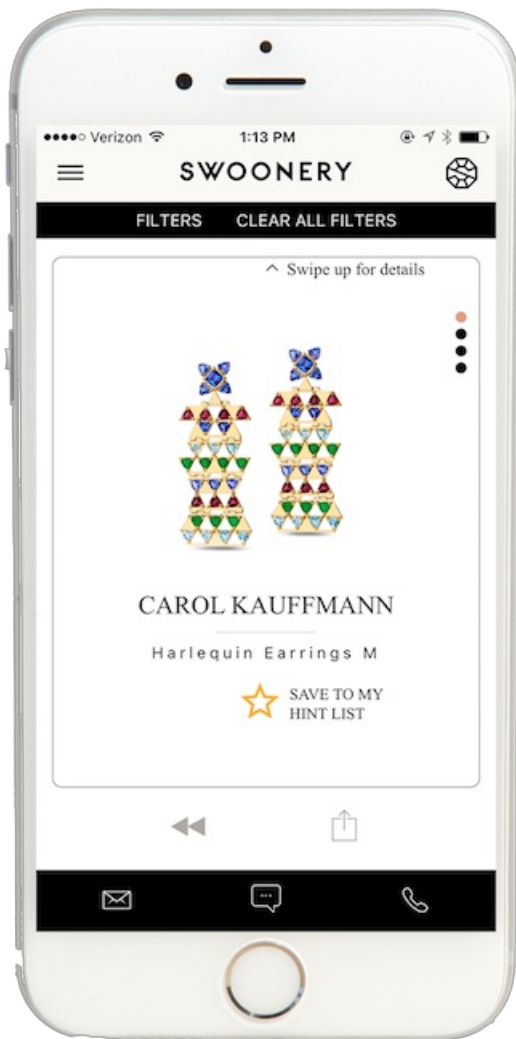 Verizon 1:13 PM
SWOONERY
FILTERS CLEAR ALL FILTERS
Swipe up for details
CAROL KAUFFMANN
Harlequin Earrings M
SAVE TO MY
HINT LIST